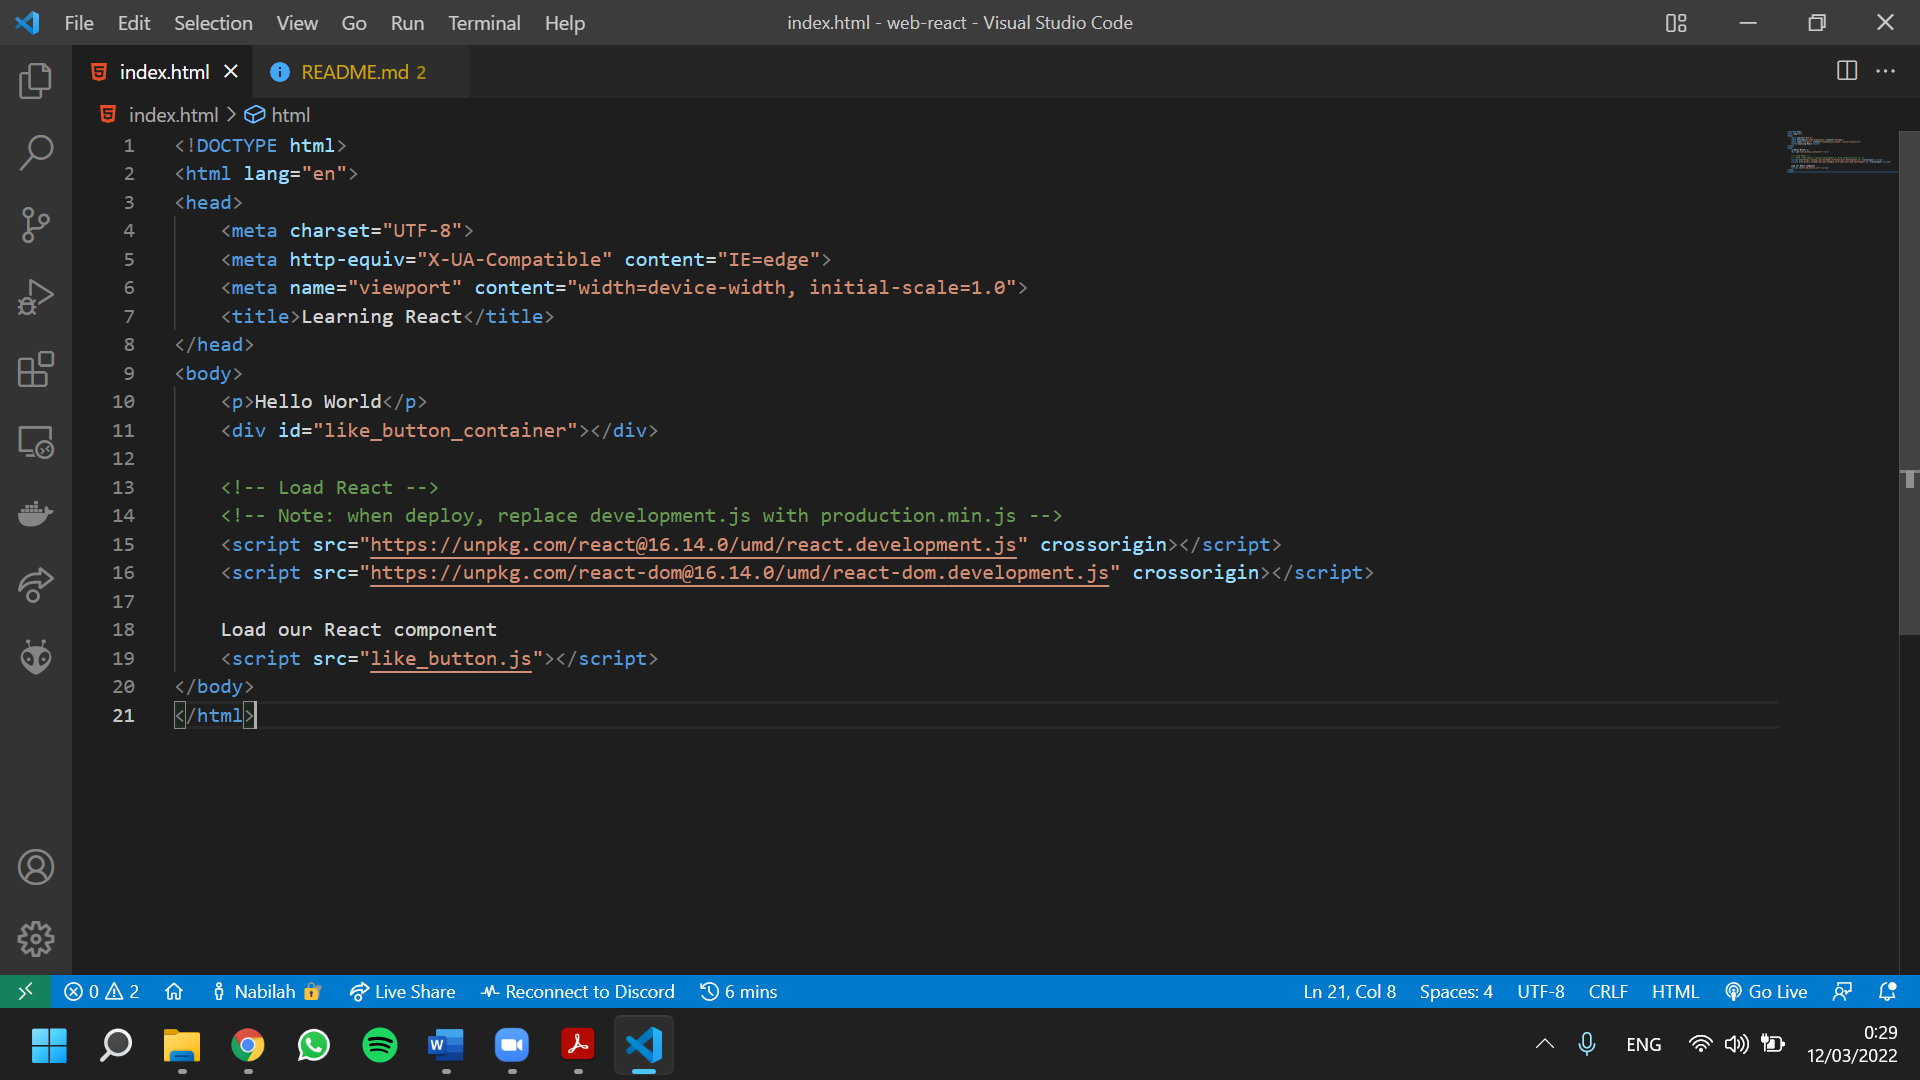 File Edit Selection View Go Run Terminal Help index.html - web-react - Visual Studio Code
index.html README.md 2
index.html > html
1 <!DOCTYPE html>
2 <html lang="en">
3 <head>
4 <meta charset="UTF-8">
5 <meta http-equiv="X-UA-Compatible" content="IE=edge">
6 <meta name="viewport" content="width=device-width, initial-scale=1.0">
7 <title>Learning React</title>
8 </head>
9 <body>
10 <p>Hello World</p>
11 <div id="like_button_container"></div>
12
13 <!-- Load React -->
14 <!-- Note: when deploy, replace development.js with production.min.js -->
15 <script src="https://unpkg.com/react@16.14.0/umd/react.development.js" crossorigin></script>
16 <script src="https://unpkg.com/react-dom@16.14.0/umd/react-dom.development.js" crossorigin></script>
17
18 Load our React component
19 <script src="like_button.js"></script>
20 </body>
21 </html>
0 2 Nabilah Live Share Reconnect to Discord 6 mins Ln 21, Col 8 Spaces: 4 UTF-8 CRLF HTML Go Live
ENG 0:29
12/03/2022